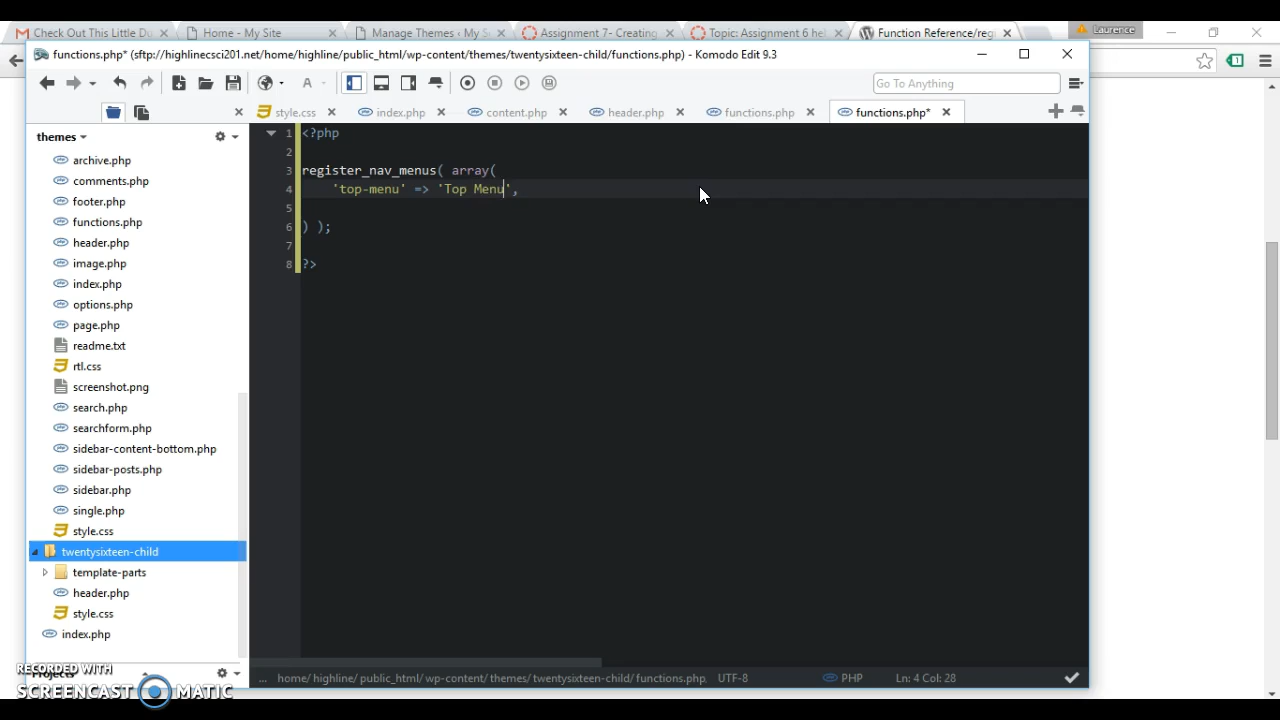 Check Out This Little Du
Home - My Site
Manage Themes ‹ My S
Assignment 7- Creating
Topic: Assignment 6 hel
Function Reference/reg
Laurence
functions.php* (sftp://highlinecsci201.net/home/highline/public_html/wp-content/themes/twentysixteen-child/functions.php) - Komodo Edit 9.3
Go To Anything
style.css
index.php
content.php
header.php
functions.php
functions.php*
themes
archive.php
comments.php
footer.php
functions.php
header.php
image.php
index.php
options.php
page.php
readme.txt
rtl.css
screenshot.png
search.php
searchform.php
sidebar-content-bottom.php
sidebar-posts.php
sidebar.php
single.php
style.css
twentysixteen-child
template-parts
header.php
style.css
index.php
Projects
1 <?php
2
3 register_nav_menus( array(
4 'top-menu' => 'Top Menu',
5
6 ) );
7
8 ?>
... home/ highline/ public_html/ wp-content/ themes/ twentysixteen-child/ functions.php UTF-8 PHP Ln: 4 Col: 28
RECORDED WITH
SCREENCAST MATIC